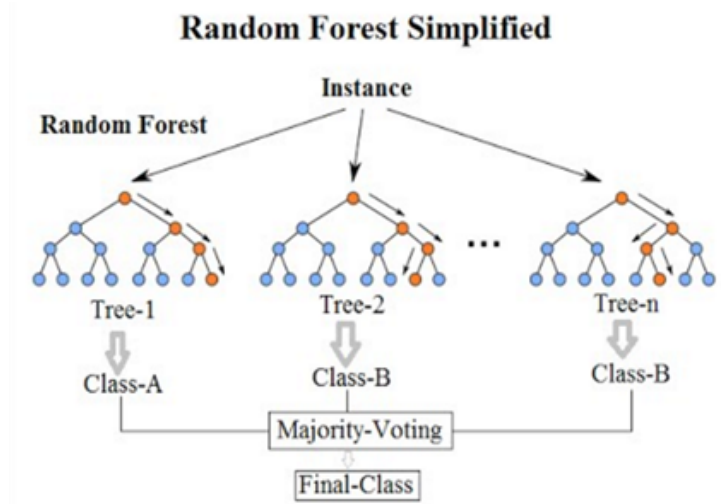 Random Forest Simplified
Instance
Random Forest
...
Tree-1
Tree-2
Tree-n
Class-A
Class-B
Class-B
Majority-Voting
Final-Class